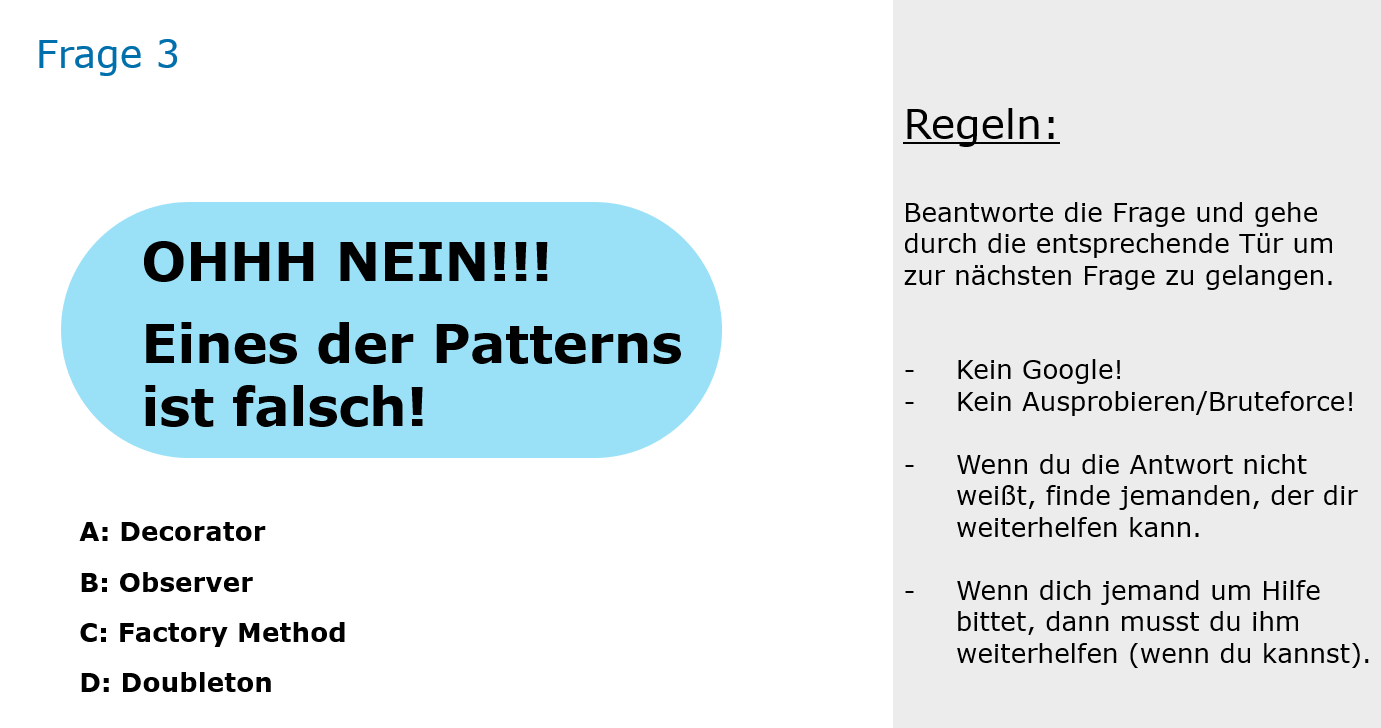 Frage 3
OHHH NEIN!!!
Eines der Patterns
ist falsch!
A: Decorator
B: Observer
C: Factory Method
D: Doubleton
Regeln:
Beantworte die Frage und gehe
durch die entsprechende Tür um
zur nächsten Frage zu gelangen.
- Kein Google!
- Kein Ausprobieren/Bruteforce!
- Wenn du die Antwort nicht
weißt, finde jemanden, der dir
weiterhelfen kann.
- Wenn dich jemand um Hilfe
bittet, dann musst du ihm
weiterhelfen (wenn du kannst).